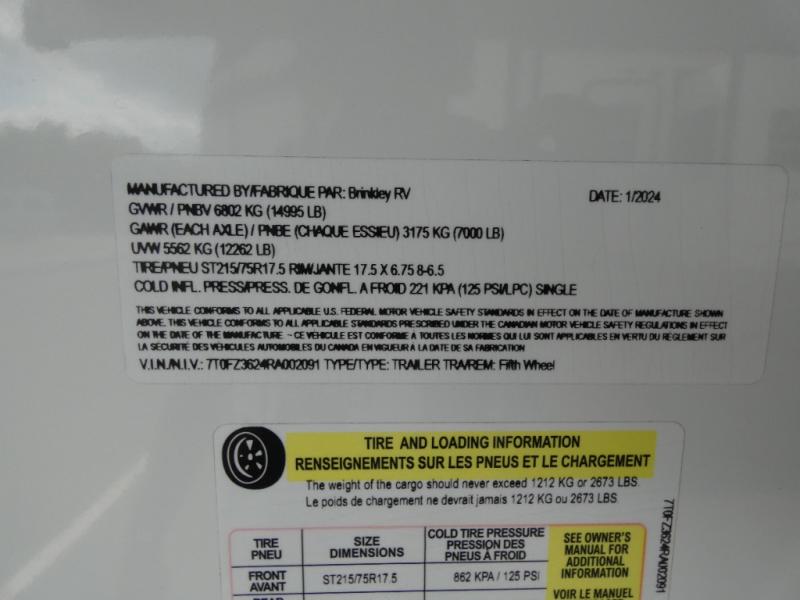 MANUFACTURED BY/FABRIQUE PAR: Brinkley RV DATE: 1/2024
GVWR / PNBV 6802 KG (14995 LB)
GAWR (EACH AXLE) / PNBE (CHAQUE ESSIEU) 3175 KG (7000 LB)
UVW 5562 KG (12262 LB)
TIRE/PNEU ST215/75R17.5 RIM/JANTE 17.5 X 6.75 8-6.5
COLD INFL. PRESS/PRESS. DE GONFL. A FROID 221 KPA (125 PSI/LPC) SINGLE
THIS VEHICLE CONFORMS TO ALL APPLICABLE U.S. FEDERAL MOTOR VEHICLE SAFETY STANDARDS IN EFFECT ON THE DATE OF MANUFACTURE SHOWN
ABOVE. THIS VEHICLE CONFORMS TO ALL APPLICABLE STANDARDS PRESCRIBED UNDER THE CANADIAN MOTOR VEHICLE SAFETY REGULATIONS IN EFFECT
ON THE DATE OF THE MANUFACTURE - CE VEHICULE EST CONFORME À TOUTES LES NORMES QUI LUI SONT APPLICABLES EN VERTU DU REGLEMENT SUR
LA SÉCURITÉ DES VEHICULES AUTOMOBILES DU CANADA EN VIGUEUR À LA DATE DE SA FABRICATION
V.I.N./N.I.V.: 7T0FZ3624RA002091 TYPE/TYPE: TRAILER TRA/REM: Fifth Wheel
TIRE AND LOADING INFORMATION
RENSEIGNEMENTS SUR LES PNEUS ET LE CHARGEMENT
The weight of the cargo should never exceed 1212 KG or 2673 LBS.
Le poids de chargement ne devrait jamais 1212 KG ou 2673 LBS.
TIRE
PNEU
SIZE
DIMENSIONS
COLD TIRE PRESSURE
PRESSION DES
PNEUS À FROID
SEE OWNER'S
MANUAL FOR
ADDITIONAL
INFORMATION
VOIR LE MANUEL
FRONT
AVANT
ST215/75R17.5
862 KPA / 125 PSI
7T0FZ3624RA002091